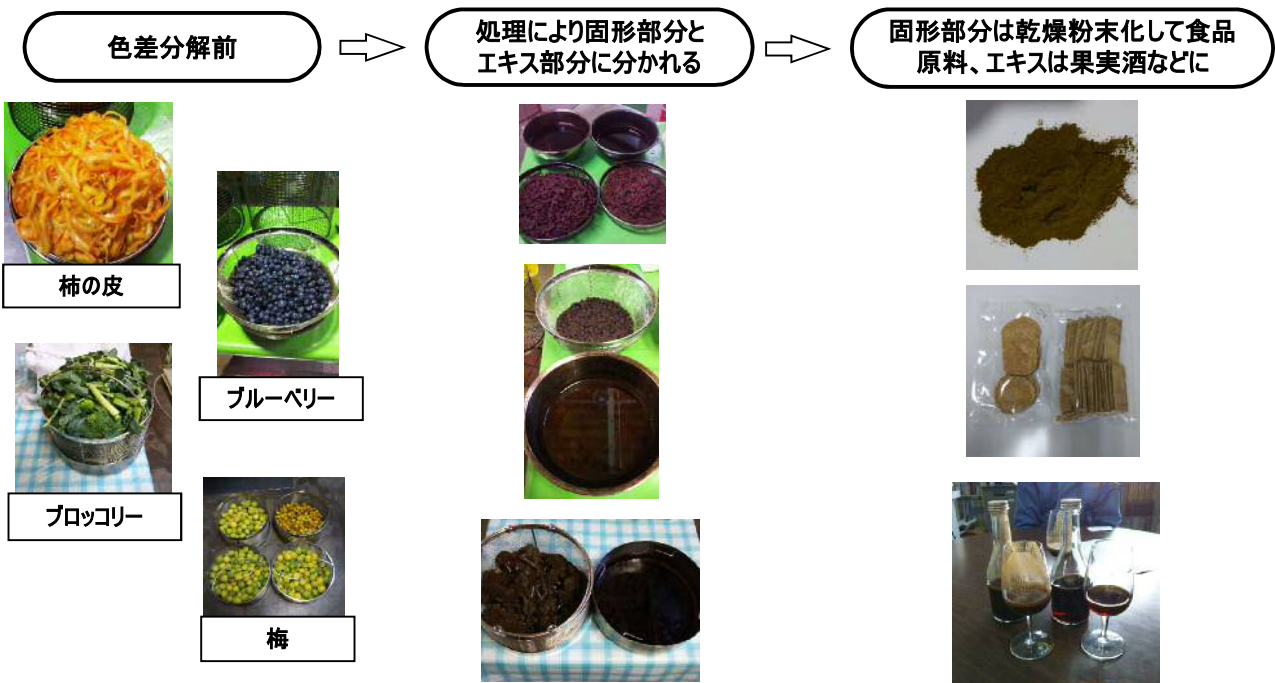 色差分解前
処理により固形部分と
エキス部分に分かれる
固形部分は乾燥粉末化して食品
原料、エキスは果実酒などに
柿の皮
ブルーベリー
ブロッコリー
梅